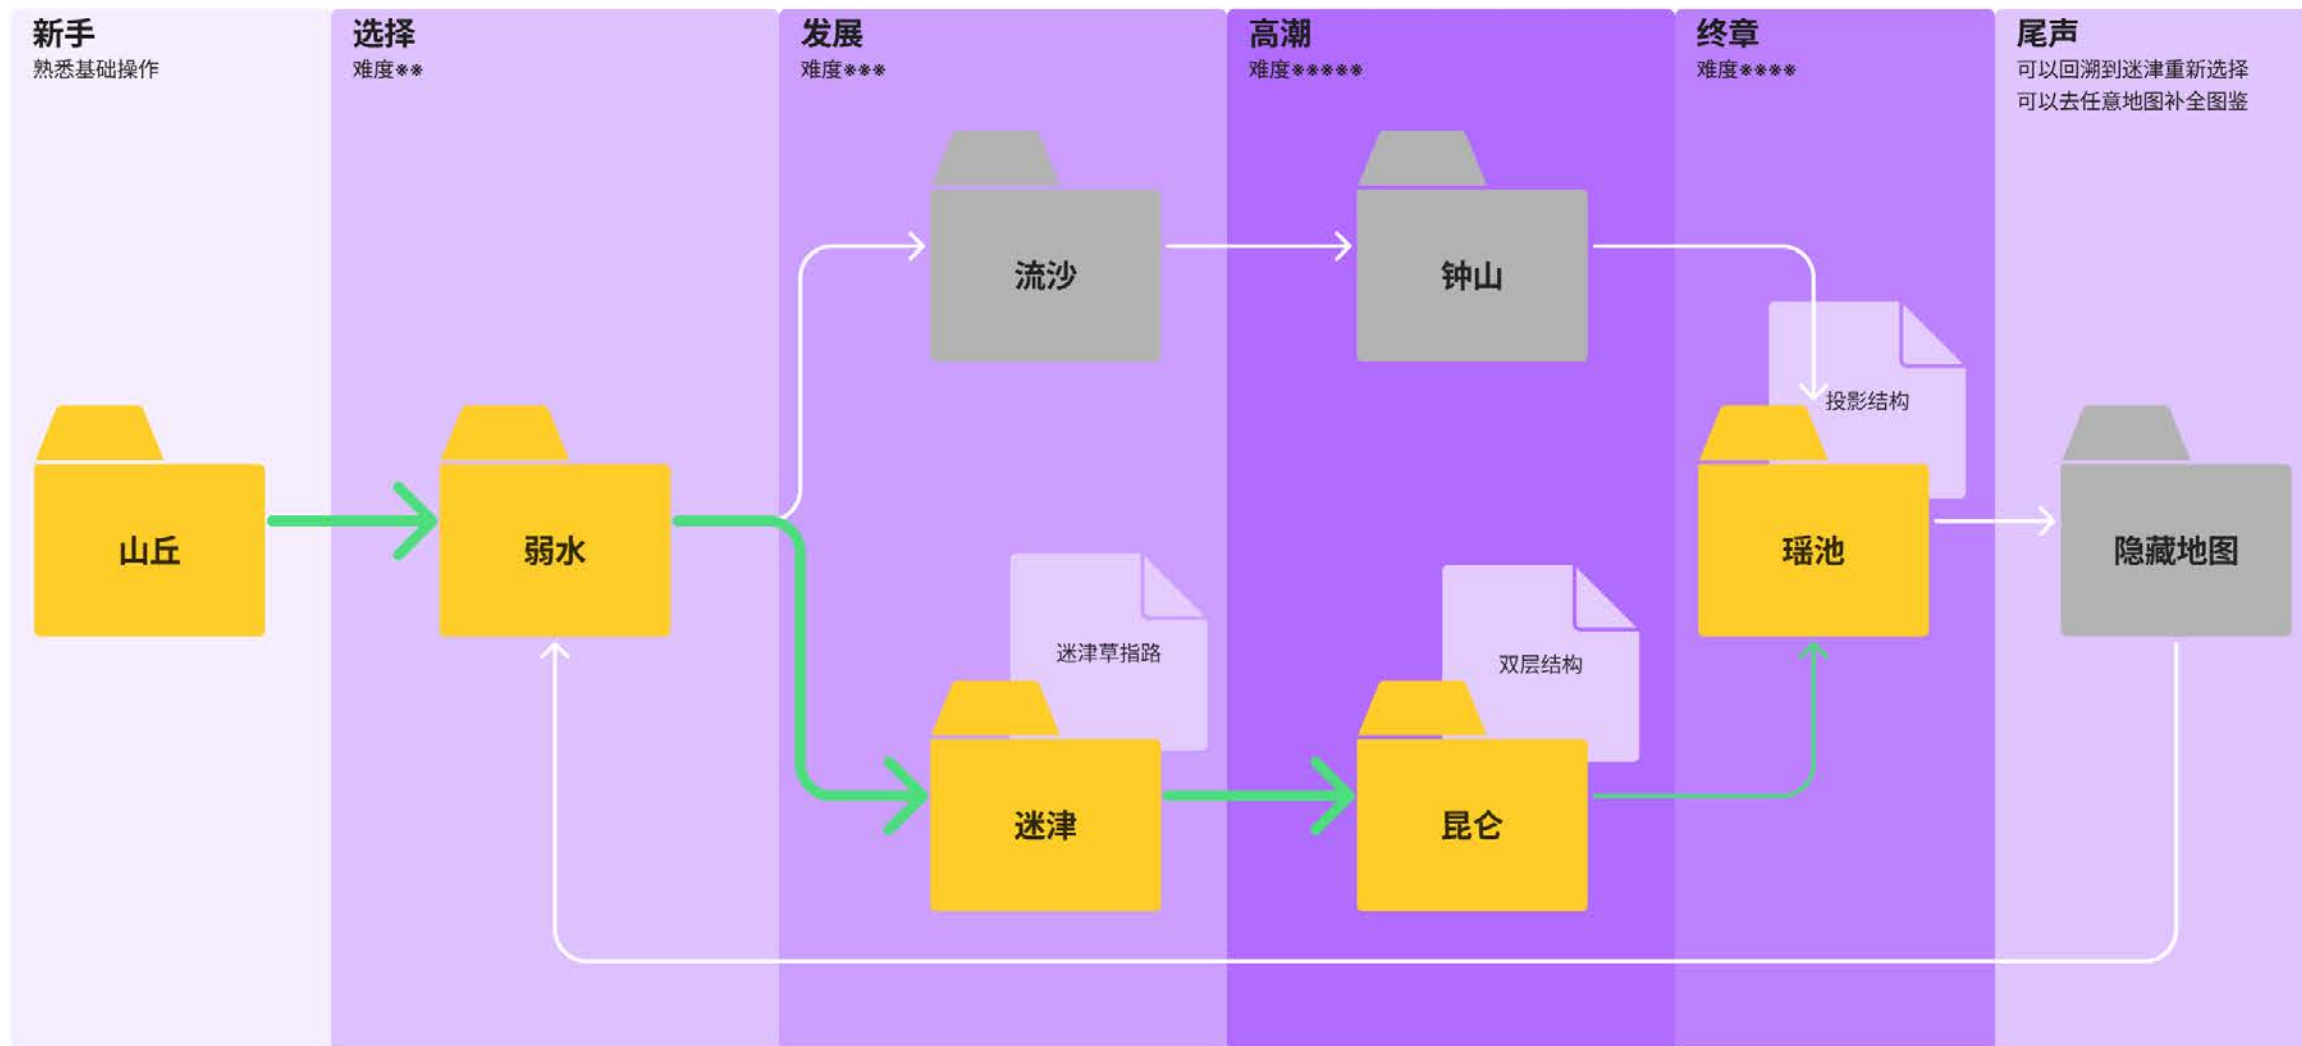 新手
熟悉基础操作
选择
难度※※
发展
难度※※※
高潮
难度※※※※※
终章
难度※※※※
尾声
可以回溯到迷津重新选择
可以去任意地图补全图鉴
流沙
钟山
投影结构
山丘
弱水
瑶池
隐藏地图
迷津草指路
双层结构
迷津
昆仑